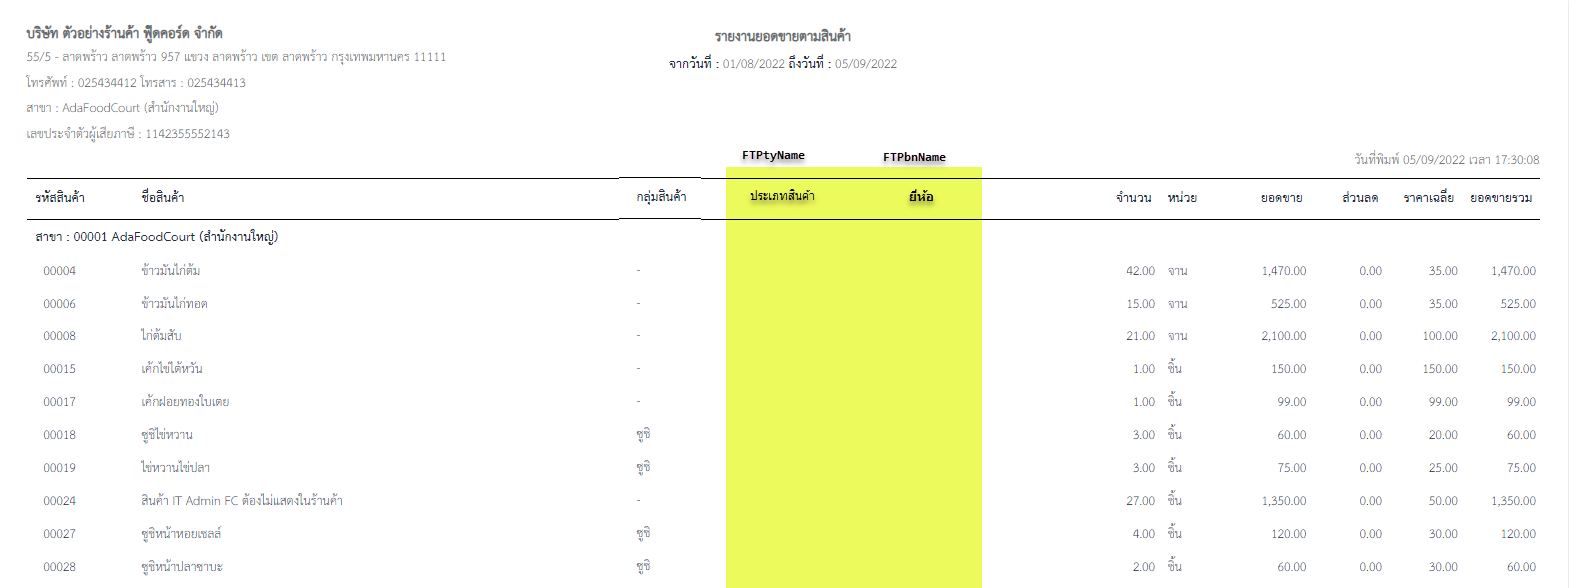 บริษัท ตัวอย่างร้านค้า ฟู๊ดคอร์ด จำกัด
รายงานยอดขายตามสินค้า
55/5 - ลาดพร้าว ลาดพร้าว 957 แขวง ลาดพร้าว เขต ลาดพร้าว กรุงเทพมหานคร 11111
จากวันที่ : 01/08/2022 ถึงวันที่ : 05/09/2022
โทรศัพท์ : 025434412 โทรสาร : 025434413
สาขา : AdaFoodCourt (สำนักงานใหญ่)
เลขประจำตัวผู้เสียภาษี : 1142355552143
FTPtyName FTPbnName
วันที่พิมพ์ 05/09/2022 เวลา 17:30:08
รหัสสินค้า ชื่อสินค้า กลุ่มสินค้า ประเภทสินค้า ยี่ห้อ จำนวน หน่วย ยอดขาย ส่วนลด ราคาเฉลี่ย ยอดขายรวม
สาขา : 00001 AdaFoodCourt (สำนักงานใหญ่)
00004 ข้าวมันไก่ต้ม - 42.00 จาน 1,470.00 0.00 35.00 1,470.00
00006 ข้าวมันไก่ทอด - 15.00 จาน 525.00 0.00 35.00 525.00
00008 ไก่ต้มสับ - 21.00 จาน 2,100.00 0.00 100.00 2,100.00
00015 เค้กไข่ไต้หวัน - 1.00 ชิ้น 150.00 0.00 150.00 150.00
00017 เค้กฝอยทองใบเตย - 1.00 ชิ้น 99.00 0.00 99.00 99.00
00018 ซูชิไข่หวาน ซูชิ 3.00 ชิ้น 60.00 0.00 20.00 60.00
00019 ไข่หวานไข่ปลา ซูชิ 3.00 ชิ้น 75.00 0.00 25.00 75.00
00024 สินค้า IT Admin FC ต้องไม่แสดงในร้านค้า - 27.00 ชิ้น 1,350.00 0.00 50.00 1,350.00
00027 ซูชิหน้าหอยเชลล์ ซูชิ 4.00 ชิ้น 120.00 0.00 30.00 120.00
00028 ซูชิหน้าปลาซาบะ ซูชิ 2.00 ชิ้น 60.00 0.00 30.00 60.00